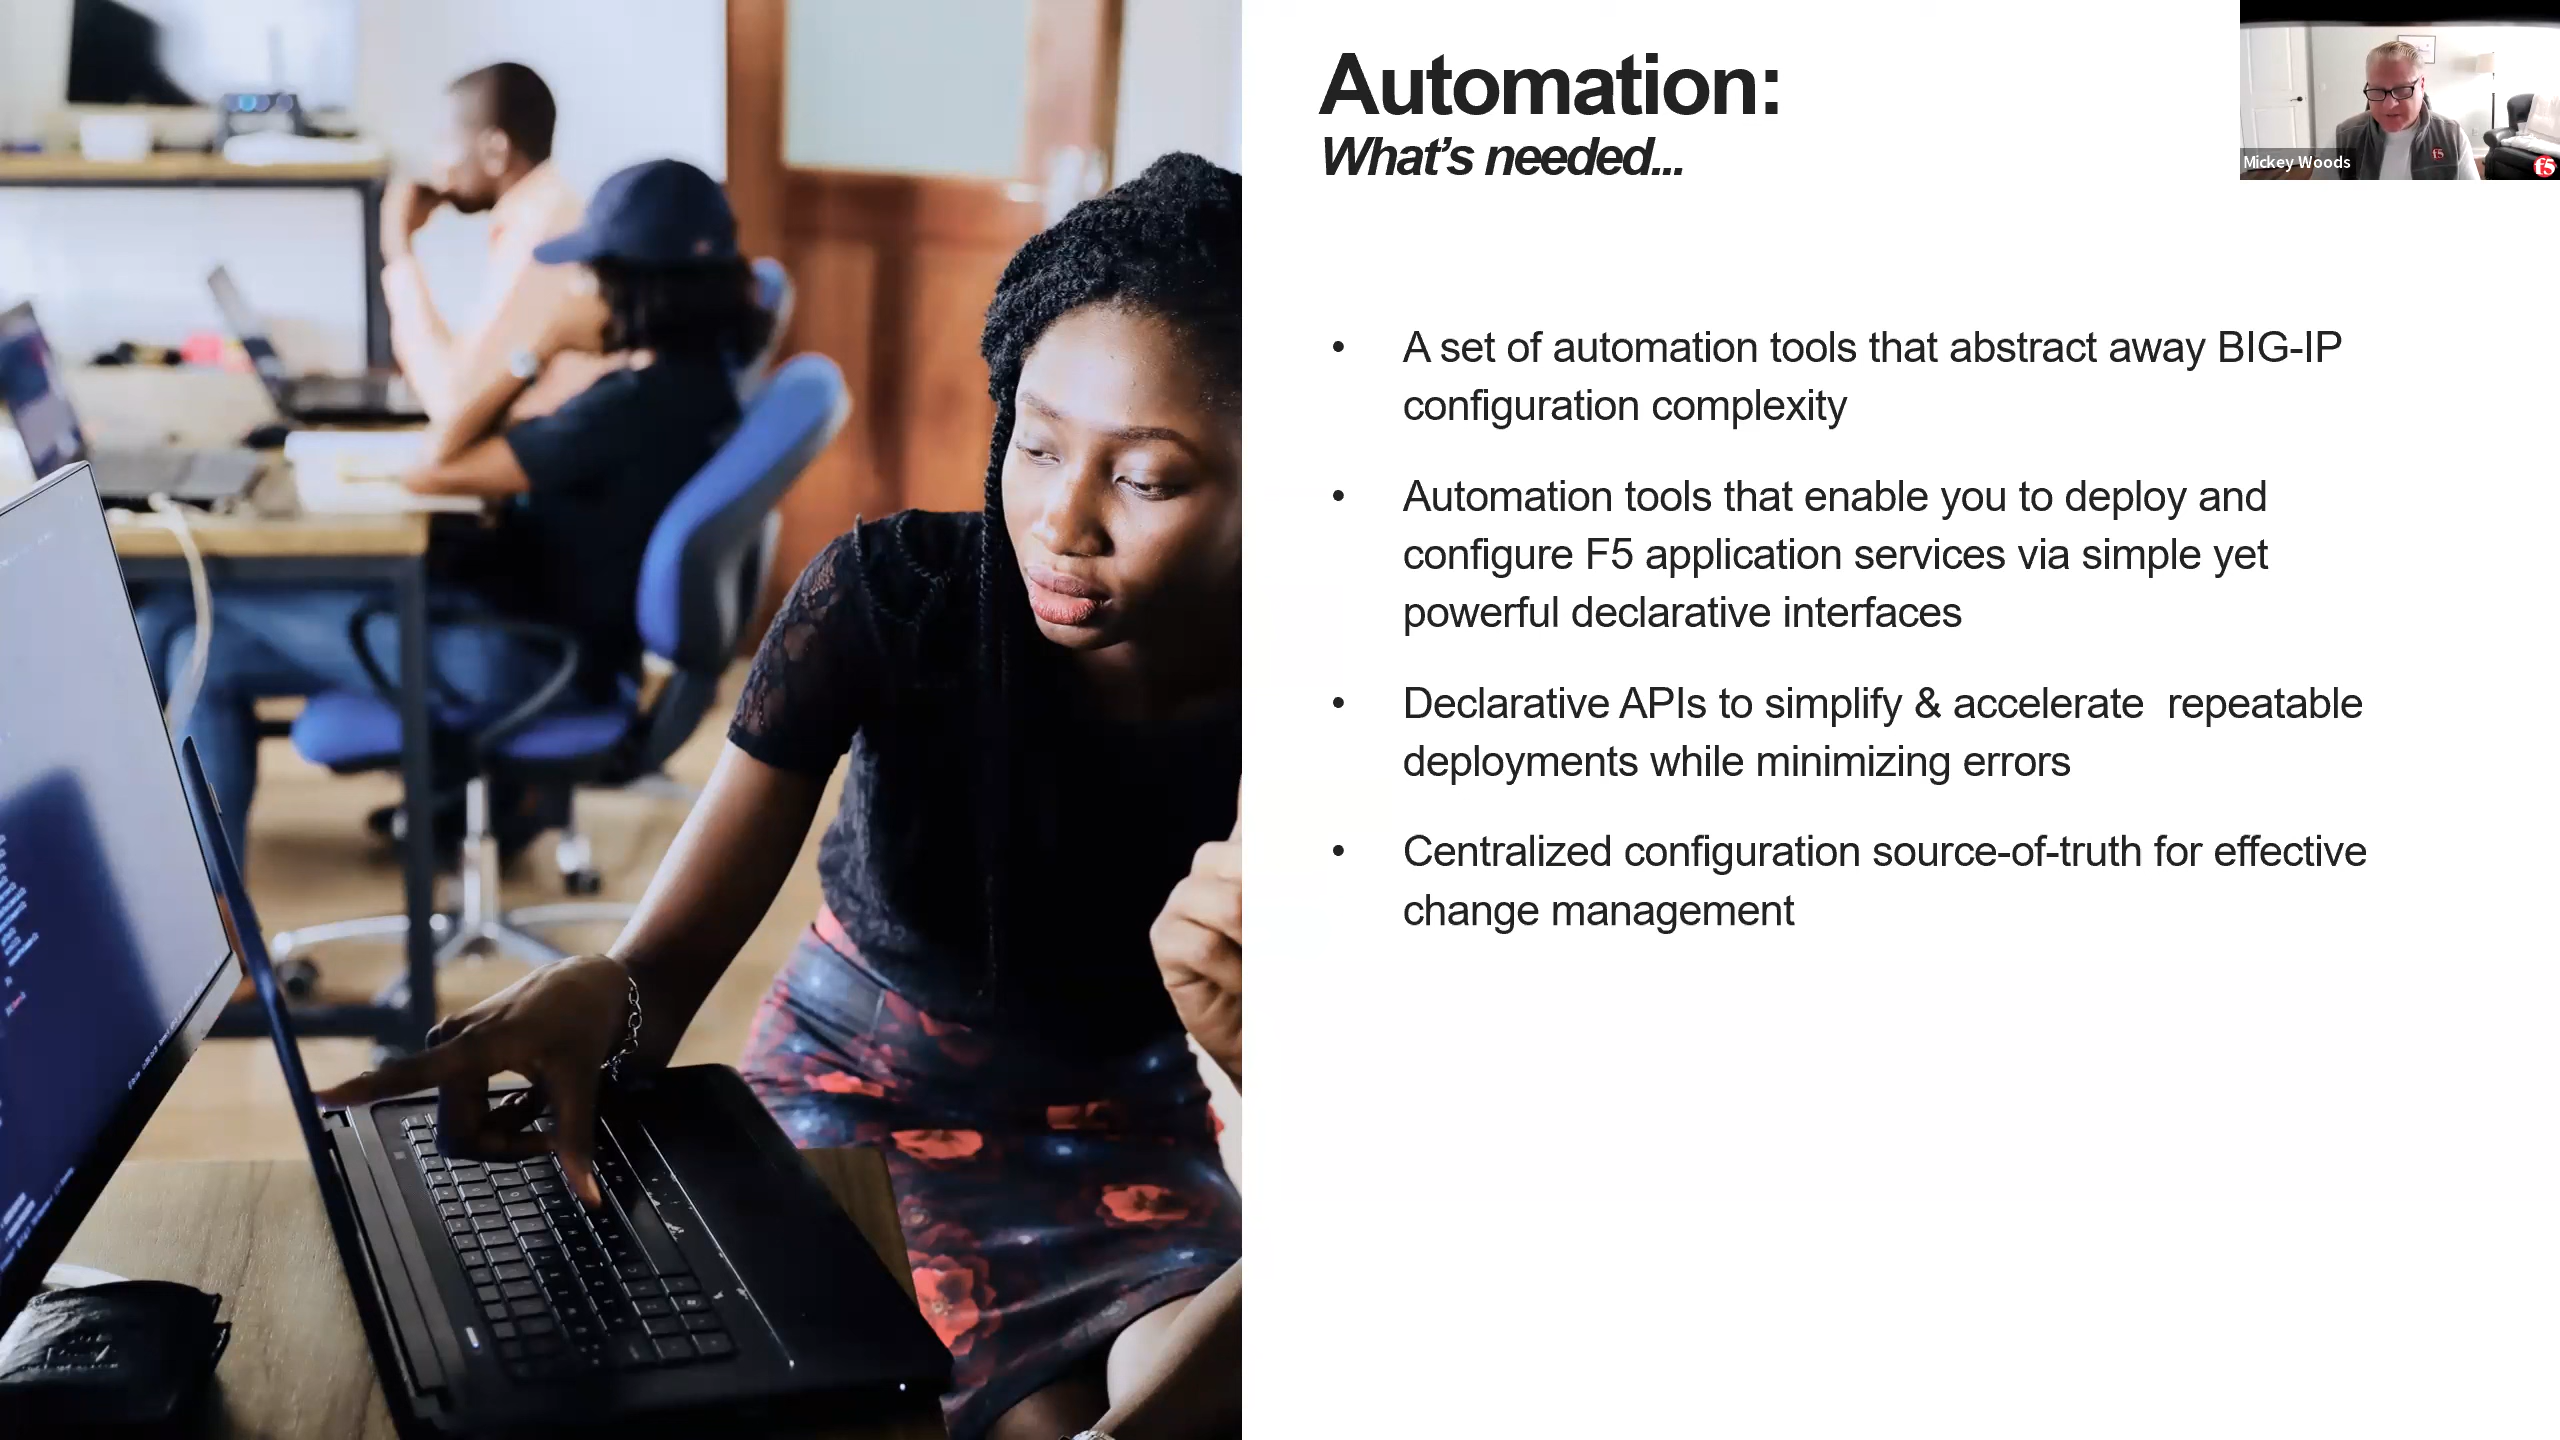 Automation:
What's needed...
Mickey Woods
f5
f5
• A set of automation tools that abstract away BIG-IP
configuration complexity
• Automation tools that enable you to deploy and
configure F5 application services via simple yet
powerful declarative interfaces
• Declarative APIs to simplify & accelerate  repeatable
deployments while minimizing errors
• Centralized configuration source-of-truth for effective
change management